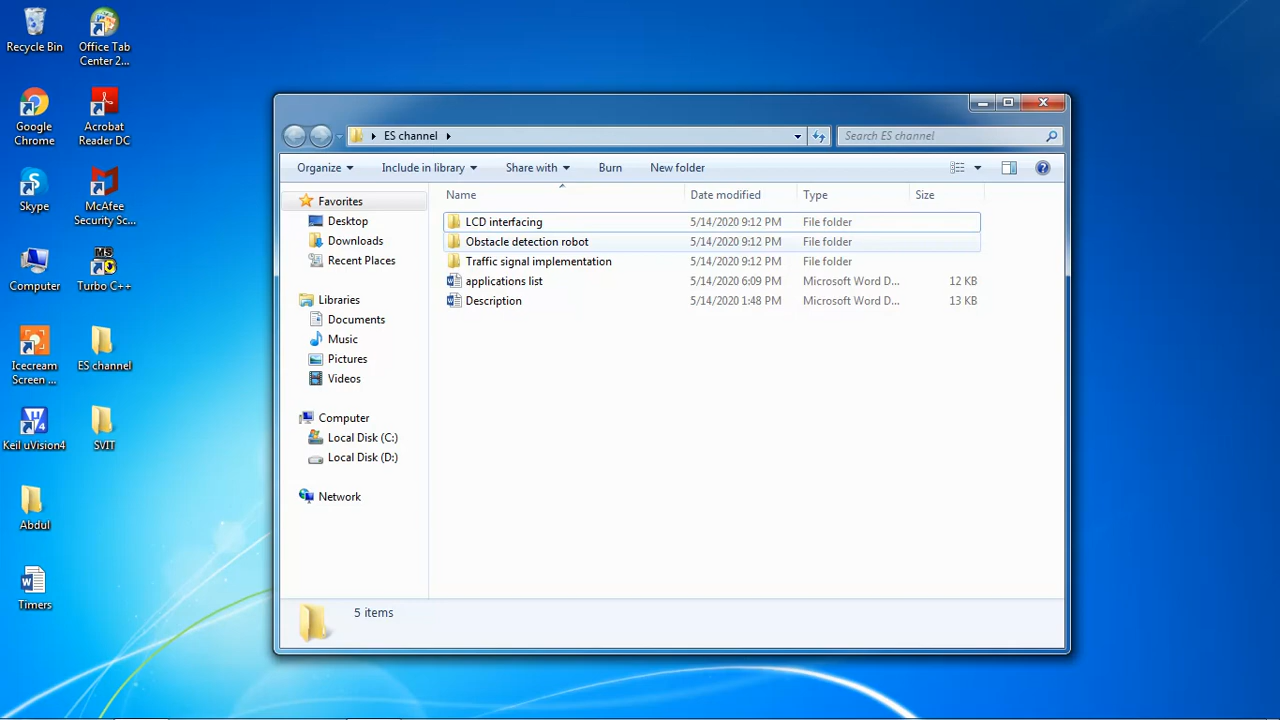 Recycle Bin
Office Tab
Center 2...
Google
Chrome
Acrobat
Reader DC
Skype
McAfee
Security Sc...
Computer
MS
Turbo C++
Icecream
Screen ...
ES channel
Keil uVision4
SVIT
Abdul
Timers
ES channel
Search ES channel
Organize
Include in library
Share with
Burn
New folder
Favorites
Desktop
Downloads
Recent Places
Libraries
Documents
Music
Pictures
Videos
Computer
Local Disk (C:)
Local Disk (D:)
Network
Name Date modified Type Size
LCD interfacing 5/14/2020 9:12 PM File folder
Obstacle detection robot 5/14/2020 9:12 PM File folder
Traffic signal implementation 5/14/2020 9:12 PM File folder
applications list 5/14/2020 6:09 PM Microsoft Word D... 12 KB
Description 5/14/2020 1:48 PM Microsoft Word D... 13 KB
5 items